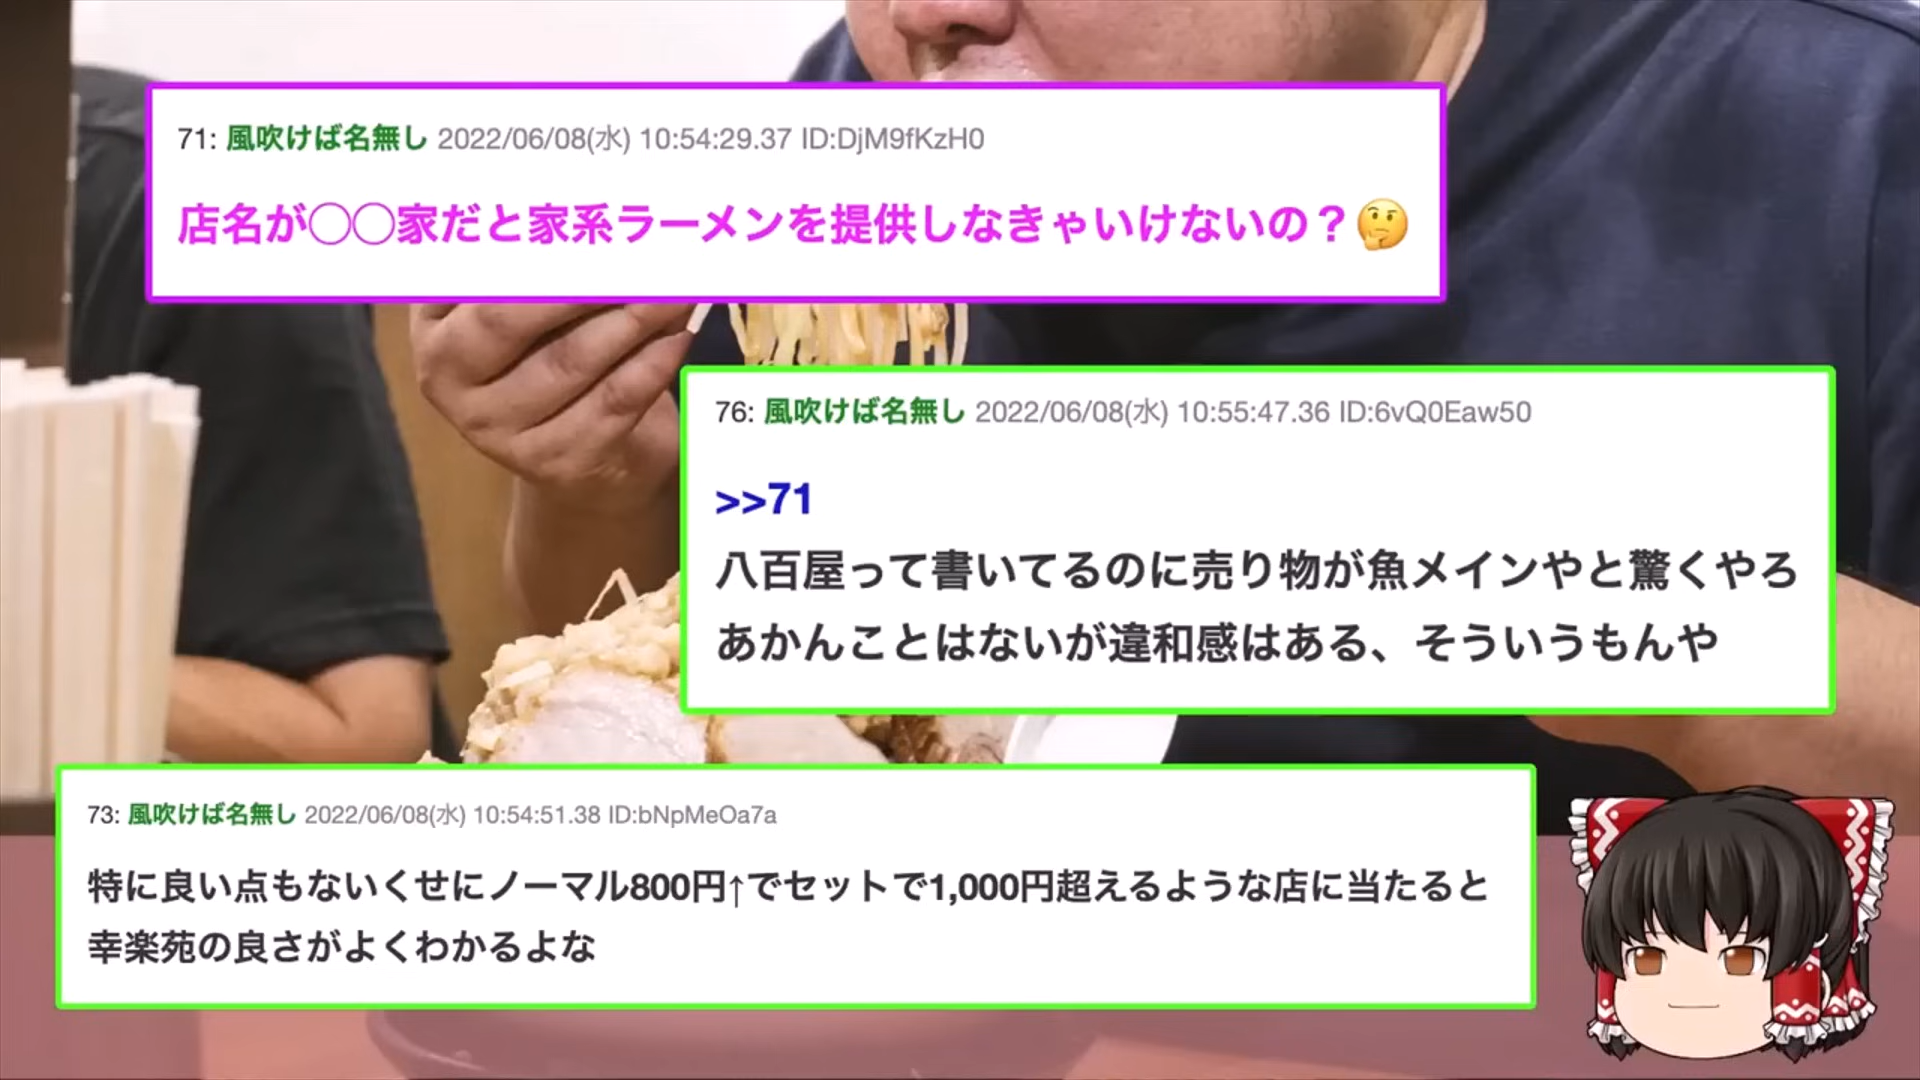 71: 風吹けば名無し 2022/06/08(水) 10:54:29.37 ID:DjM9fKzH0
店名が◯◯家だと家系ラーメンを提供しなきゃいけないの？🤔
76: 風吹けば名無し 2022/06/08(水) 10:55:47.36 ID:6vQ0Eaw50
>>71
八百屋って書いてるのに売り物が魚メインやと驚くやろ
あかんことはないが違和感はある、そういうもんや
73: 風吹けば名無し 2022/06/08(水) 10:54:51.38 ID:bNpMeOa7a
特に良い点もないくせにノーマル800円↑でセットで1,000円超えるような店に当たると
幸楽苑の良さがよくわかるよな